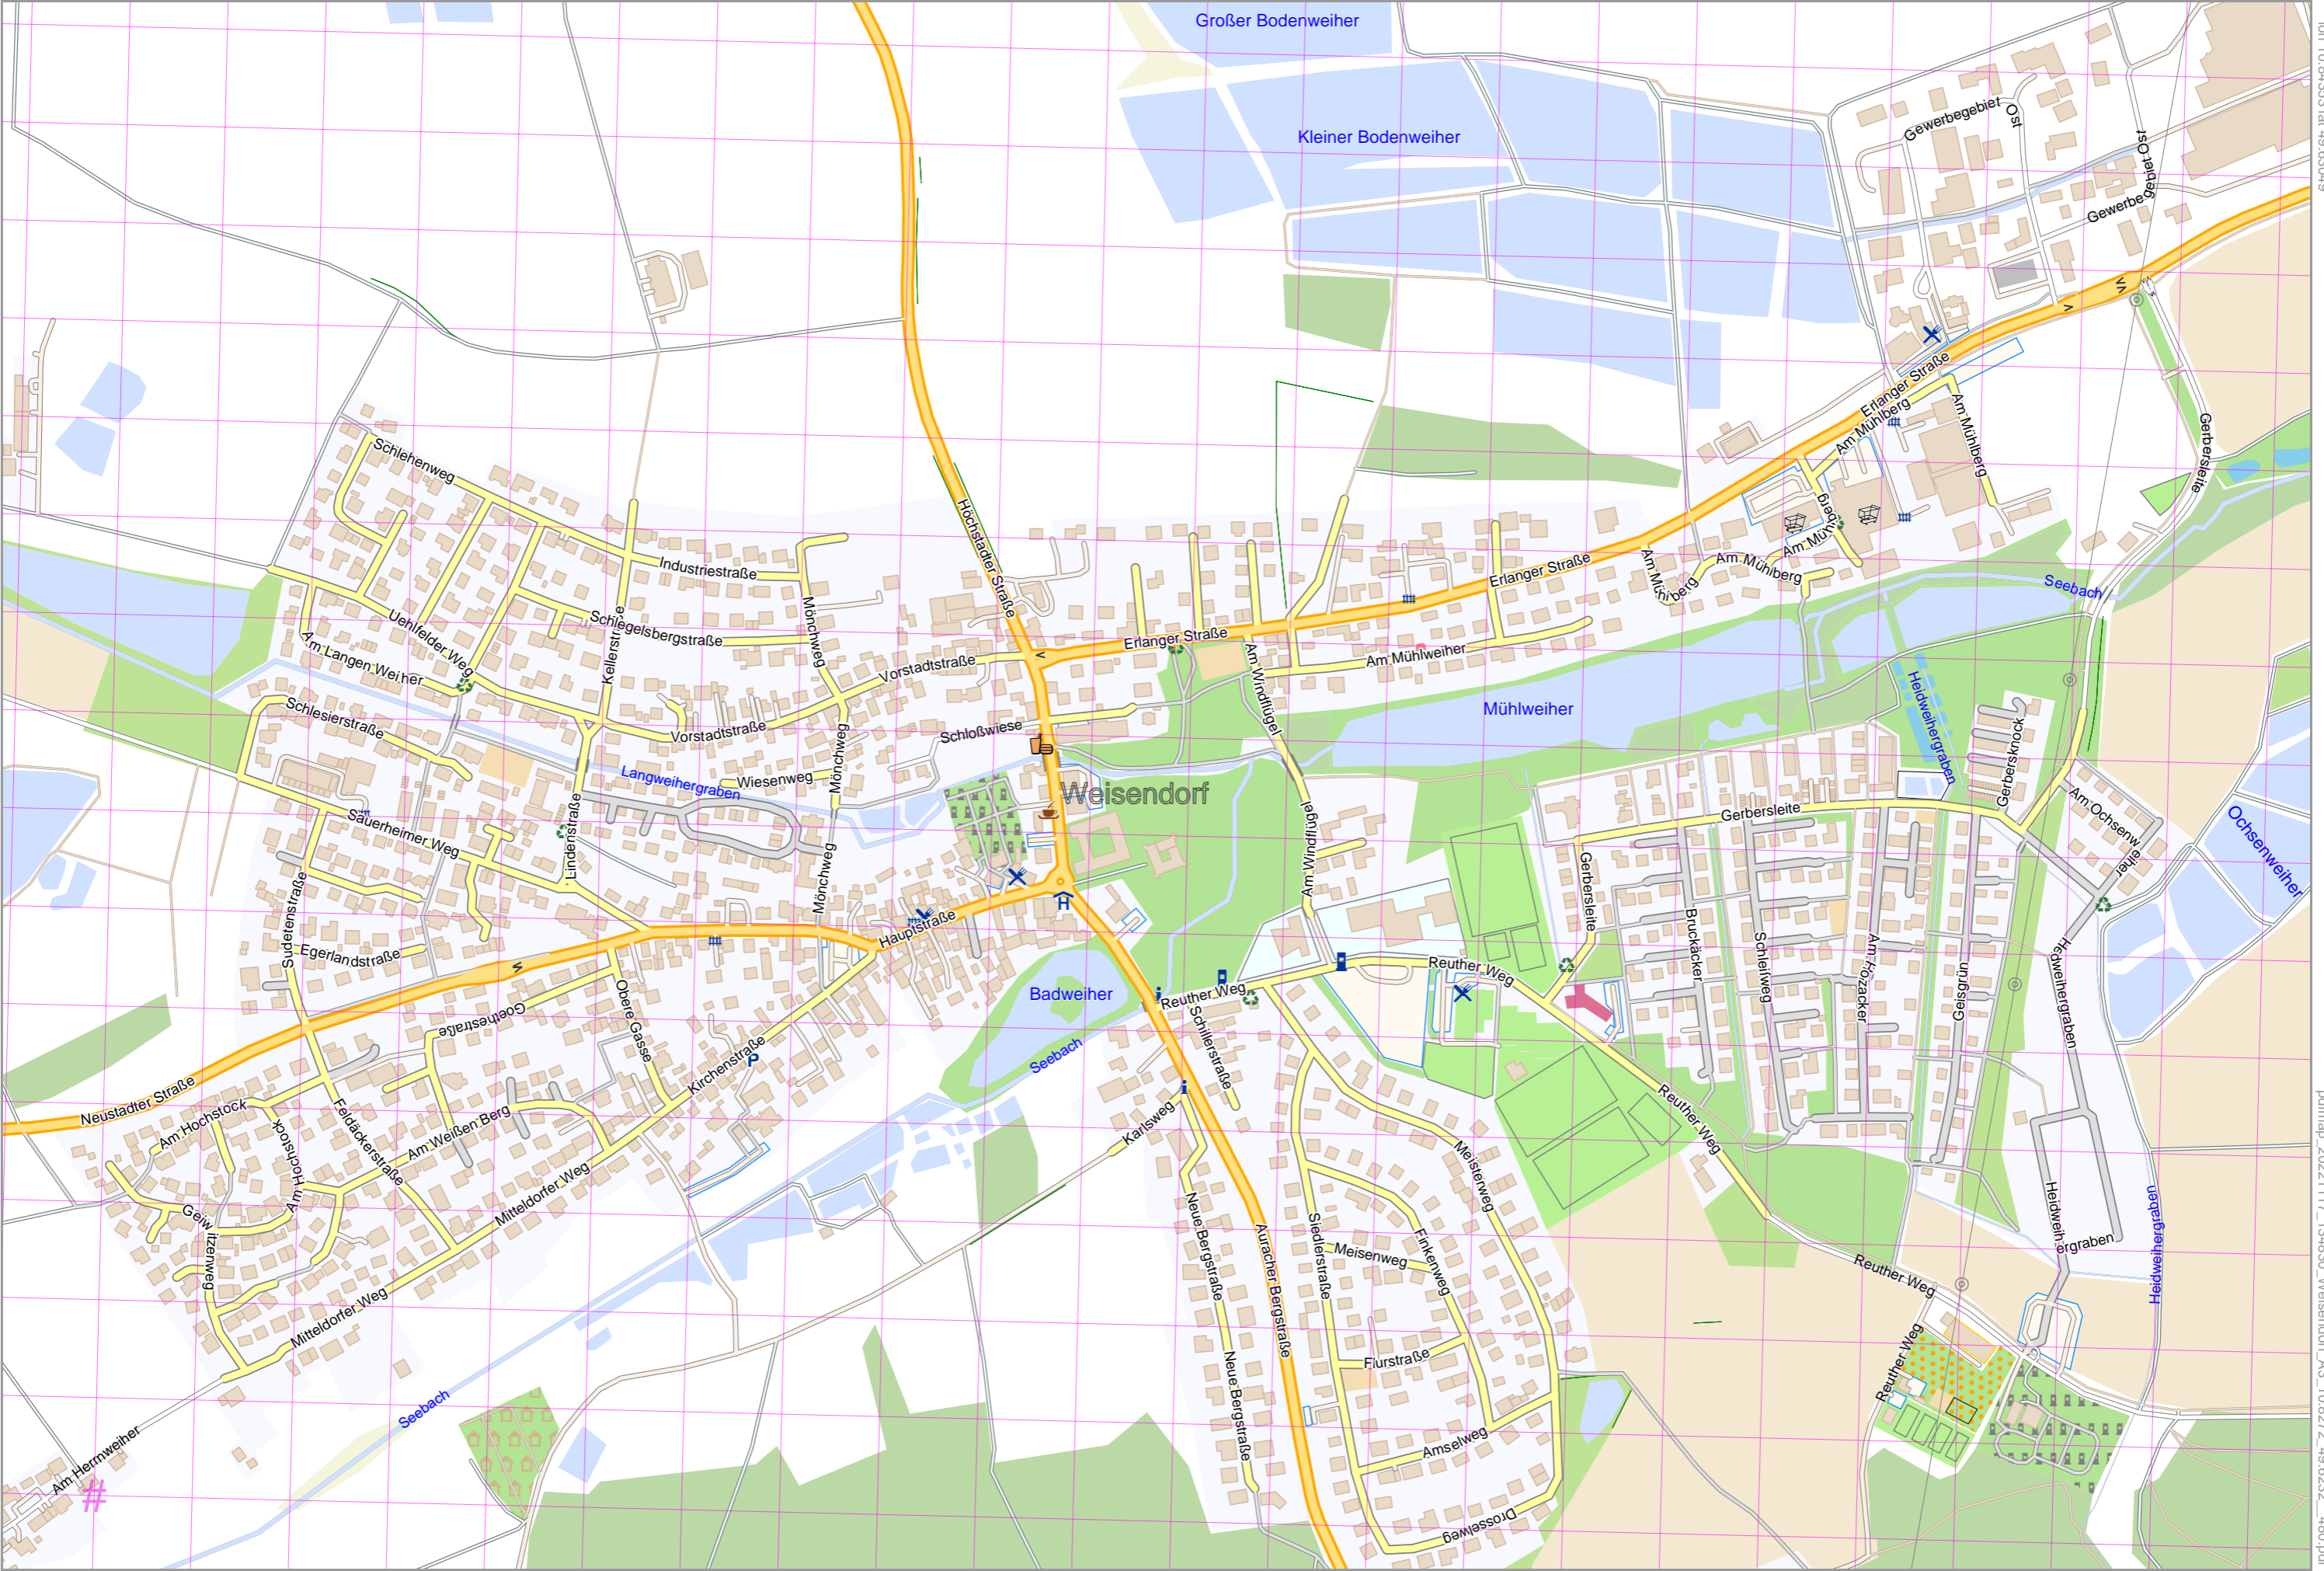 Großer Bodenweiher
Kleiner Bodenweiher
Gewerbegebiet
Ost
Gewerbegebiet Ost
Erlanger Straße
Am Mühlberg
Am Mühlberg
Gerbersleite
Schlehenweg
Höchstadter Straße
Industriestraße
Erlanger Straße
Am Mühlberg
Am Mühlberg
Am Mühlberg
Seebach
Uehlfelder Weg
Kellerstraße
Schlegelsbergstraße
Mönchweg
Vorstadtstraße
Erlanger Straße
Am Mühlweiher
Am Langen Weiher
Am Windflügel
Heidweihergraben
Schlesierstraße
Vorstadtstraße
Schloßwiese
Mühlweiher
Gerbersknock
Langweihergraben
Wiesenweg
Mönchweg
Weisendorf
Gerbersleite
Am Ochsenweiher
Ochsenweiher
Sauerheimer Weg
Lindenstraße
Mönchweg
Am Windflügel
Gerbersleite
Sudetenstraße
Egerlandstraße
Hauptstraße
H
Bruckäcker
Schleifweg
Am Holzacker
Geisgrün
Heidweihergraben
Goethestraße
Obere Gasse
Badweiher
Reuther Weg
Reuther Weg
Schillerstraße
Seebach
Kirchenstraße
P
Neustadter Straße
Am Hochstock
Am Hochstock
Feldäckerstraße
Am Weißen Berg
Karlsweg
Meisterweg
Reuther Weg
Mitteldorfer Weg
Geiwitzenweg
Neue Bergstraße
Auracher Bergstraße
Siedlerstraße
Meisenweg
Finkenweg
Heidweihergraben
Heidweihergraben
Reuther Weg
Mitteldorfer Weg
Neue Bergstraße
Flurstraße
Reuther Weg
Seebach
Am Herrnweiher
Amselweg
Drosselweg
#